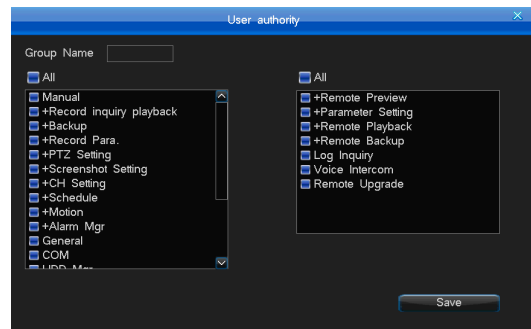 User authority
Group Name
All
Manual
+Record inquiry playback
+Backup
+Record Para.
+PTZ Setting
+Screenshot Setting
+CH Setting
+Schedule
+Motion
+Alarm Mgr
General
COM
HDD Mgr
All
+Remote Preview
+Parameter Setting
+Remote Playback
+Remote Backup
Log Inquiry
Voice Intercom
Remote Upgrade
Save